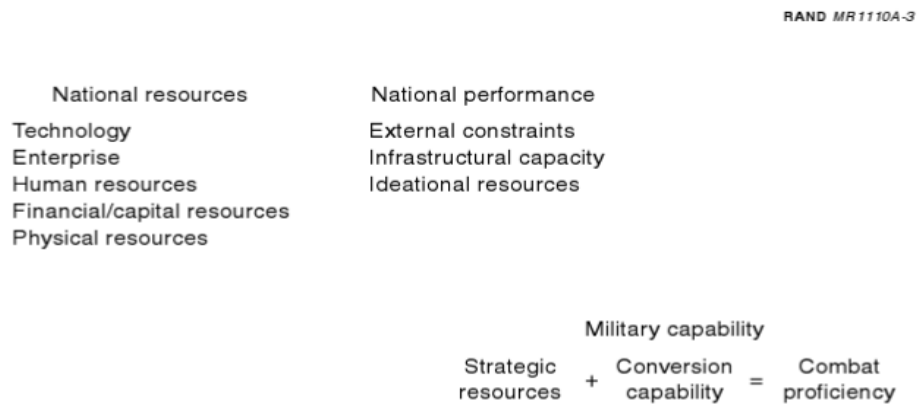 RAND MR1110A-3
National resources
Technology
Enterprise
Human resources
Financial/capital resources
Physical resources
National performance
External constraints
Infrastructural capacity
Ideational resources
Military capability
Strategic resources + Conversion capability = Combat proficiency